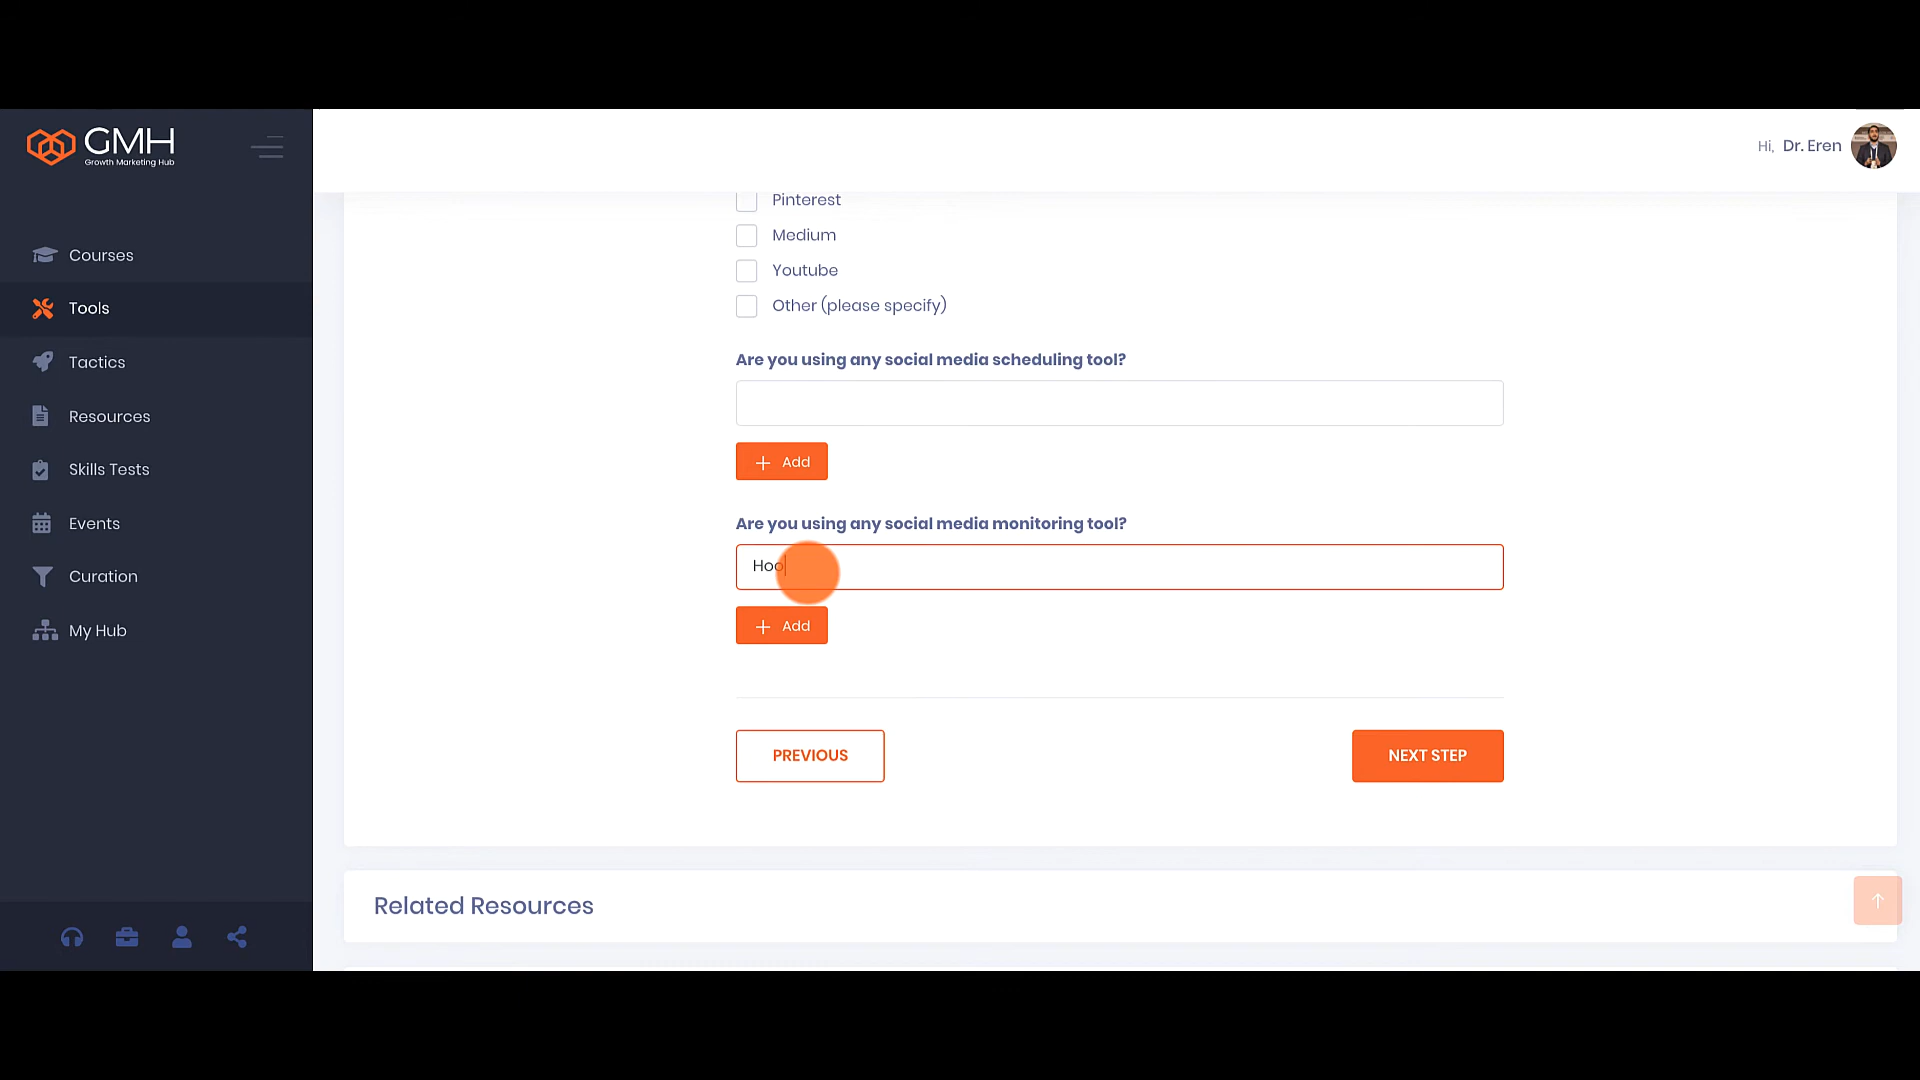 GMH
Growth Marketing Hub
Hi, Dr. Eren
Courses
Tools
Tactics
Resources
Skills Tests
Events
Curation
My Hub
Pinterest
Medium
Youtube
Other (please specify)
Are you using any social media scheduling tool?
+ Add
Are you using any social media monitoring tool?
Hoo
+ Add
PREVIOUS
NEXT STEP
Related Resources